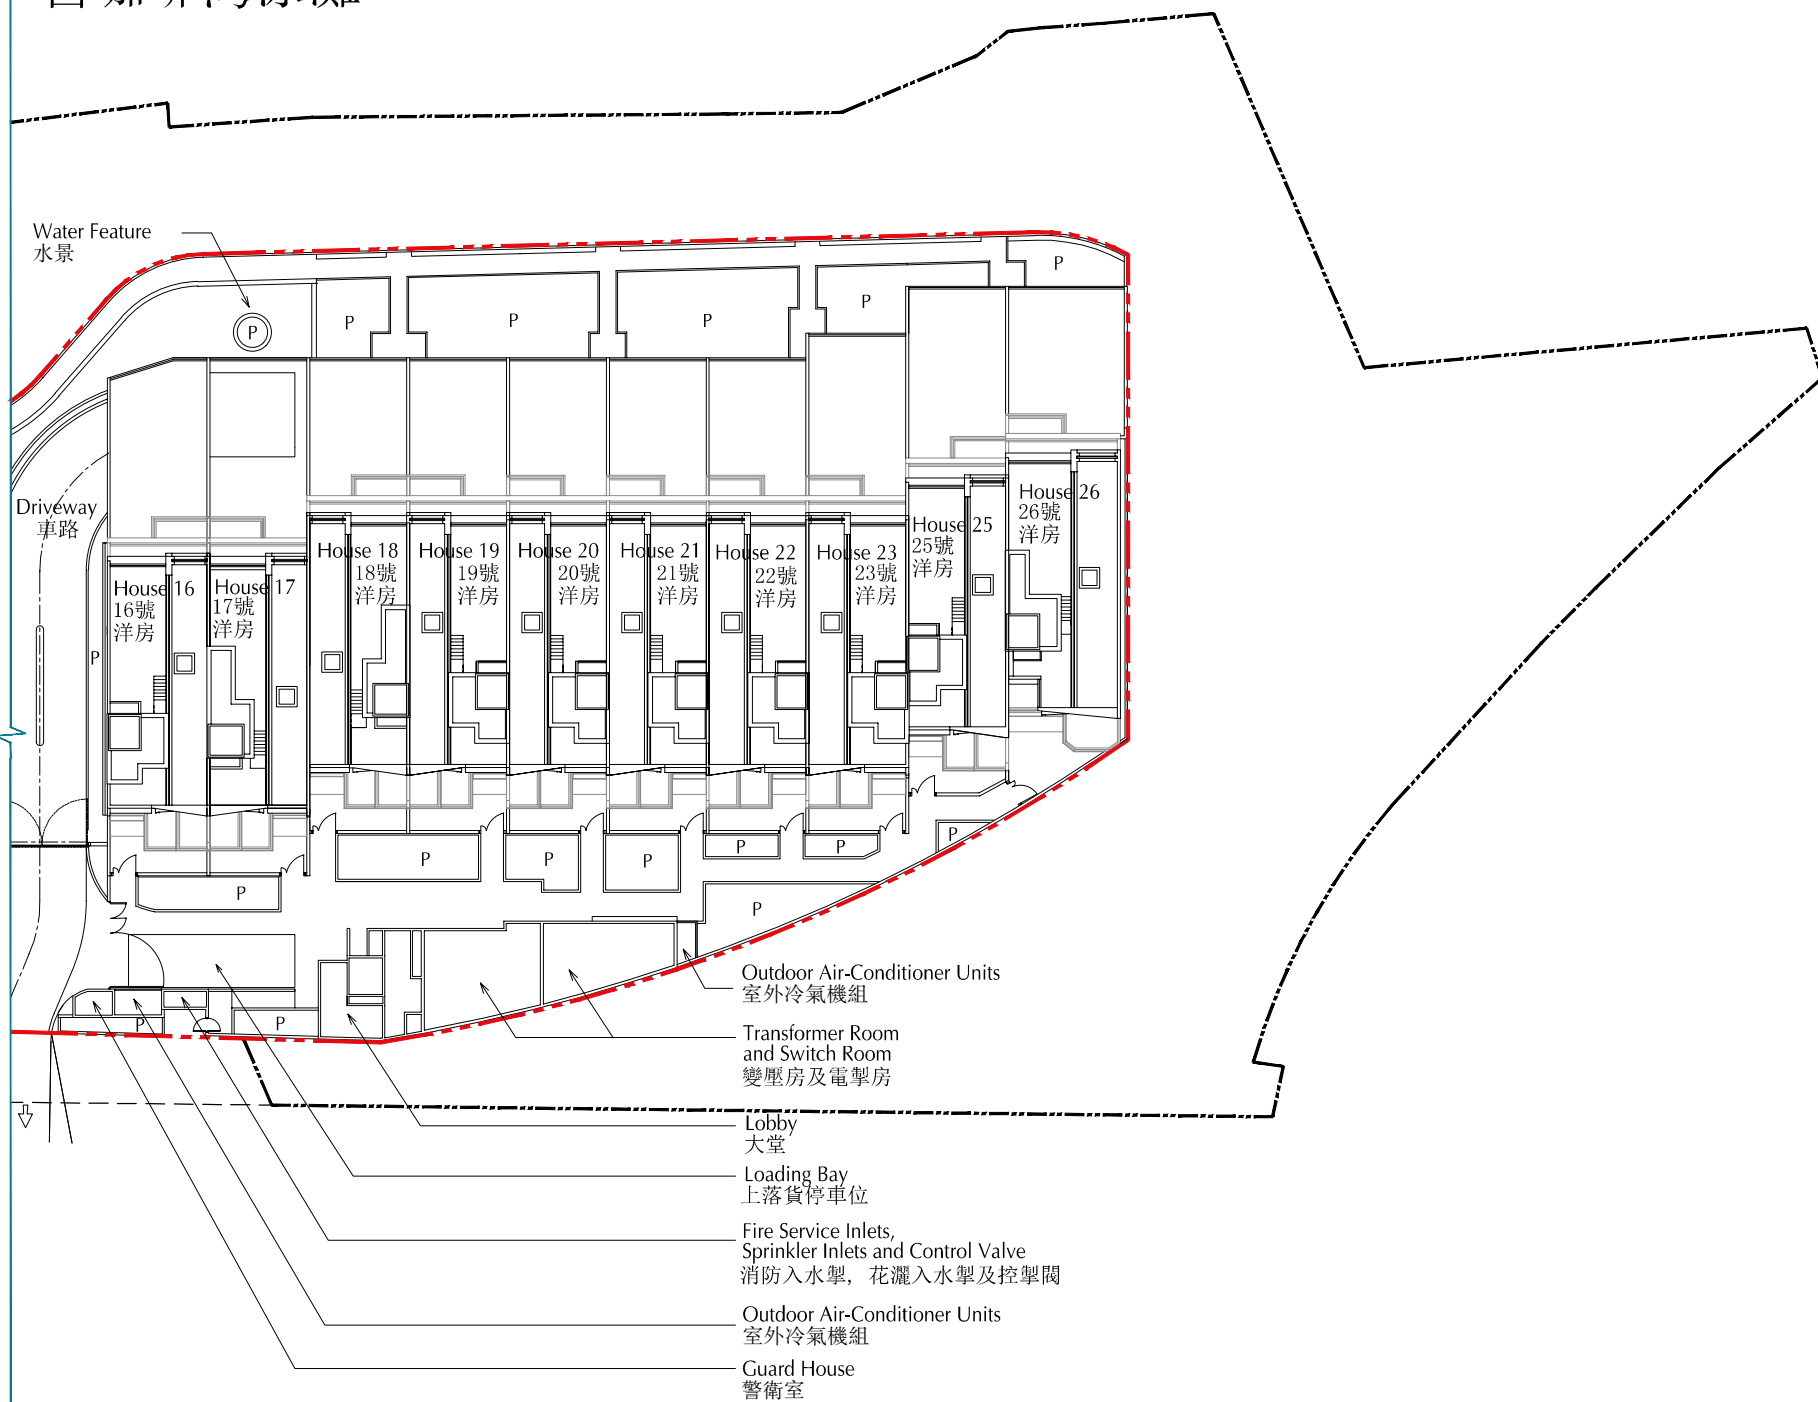 Water Feature
水景
P
P
P
P
P
P
Driveway
車路
House 16
16號
洋房
House 17
17號
洋房
House 18
18號
洋房
House 19
19號
洋房
House 20
20號
洋房
House 21
21號
洋房
House 22
22號
洋房
House 23
23號
洋房
House 25
25號
洋房
House 26
26號
洋房
P
P
P
P
P
P
P
P
P
P
P
Outdoor Air-Conditioner Units
室外冷氣機組
Transformer Room
and Switch Room
變壓房及電掣房
Lobby
大堂
Loading Bay
上落貨停車位
Fire Service Inlets,
Sprinkler Inlets and Control Valve
消防入水掣，花灑入水掣及控掣閥
Outdoor Air-Conditioner Units
室外冷氣機組
Guard House
警衛室